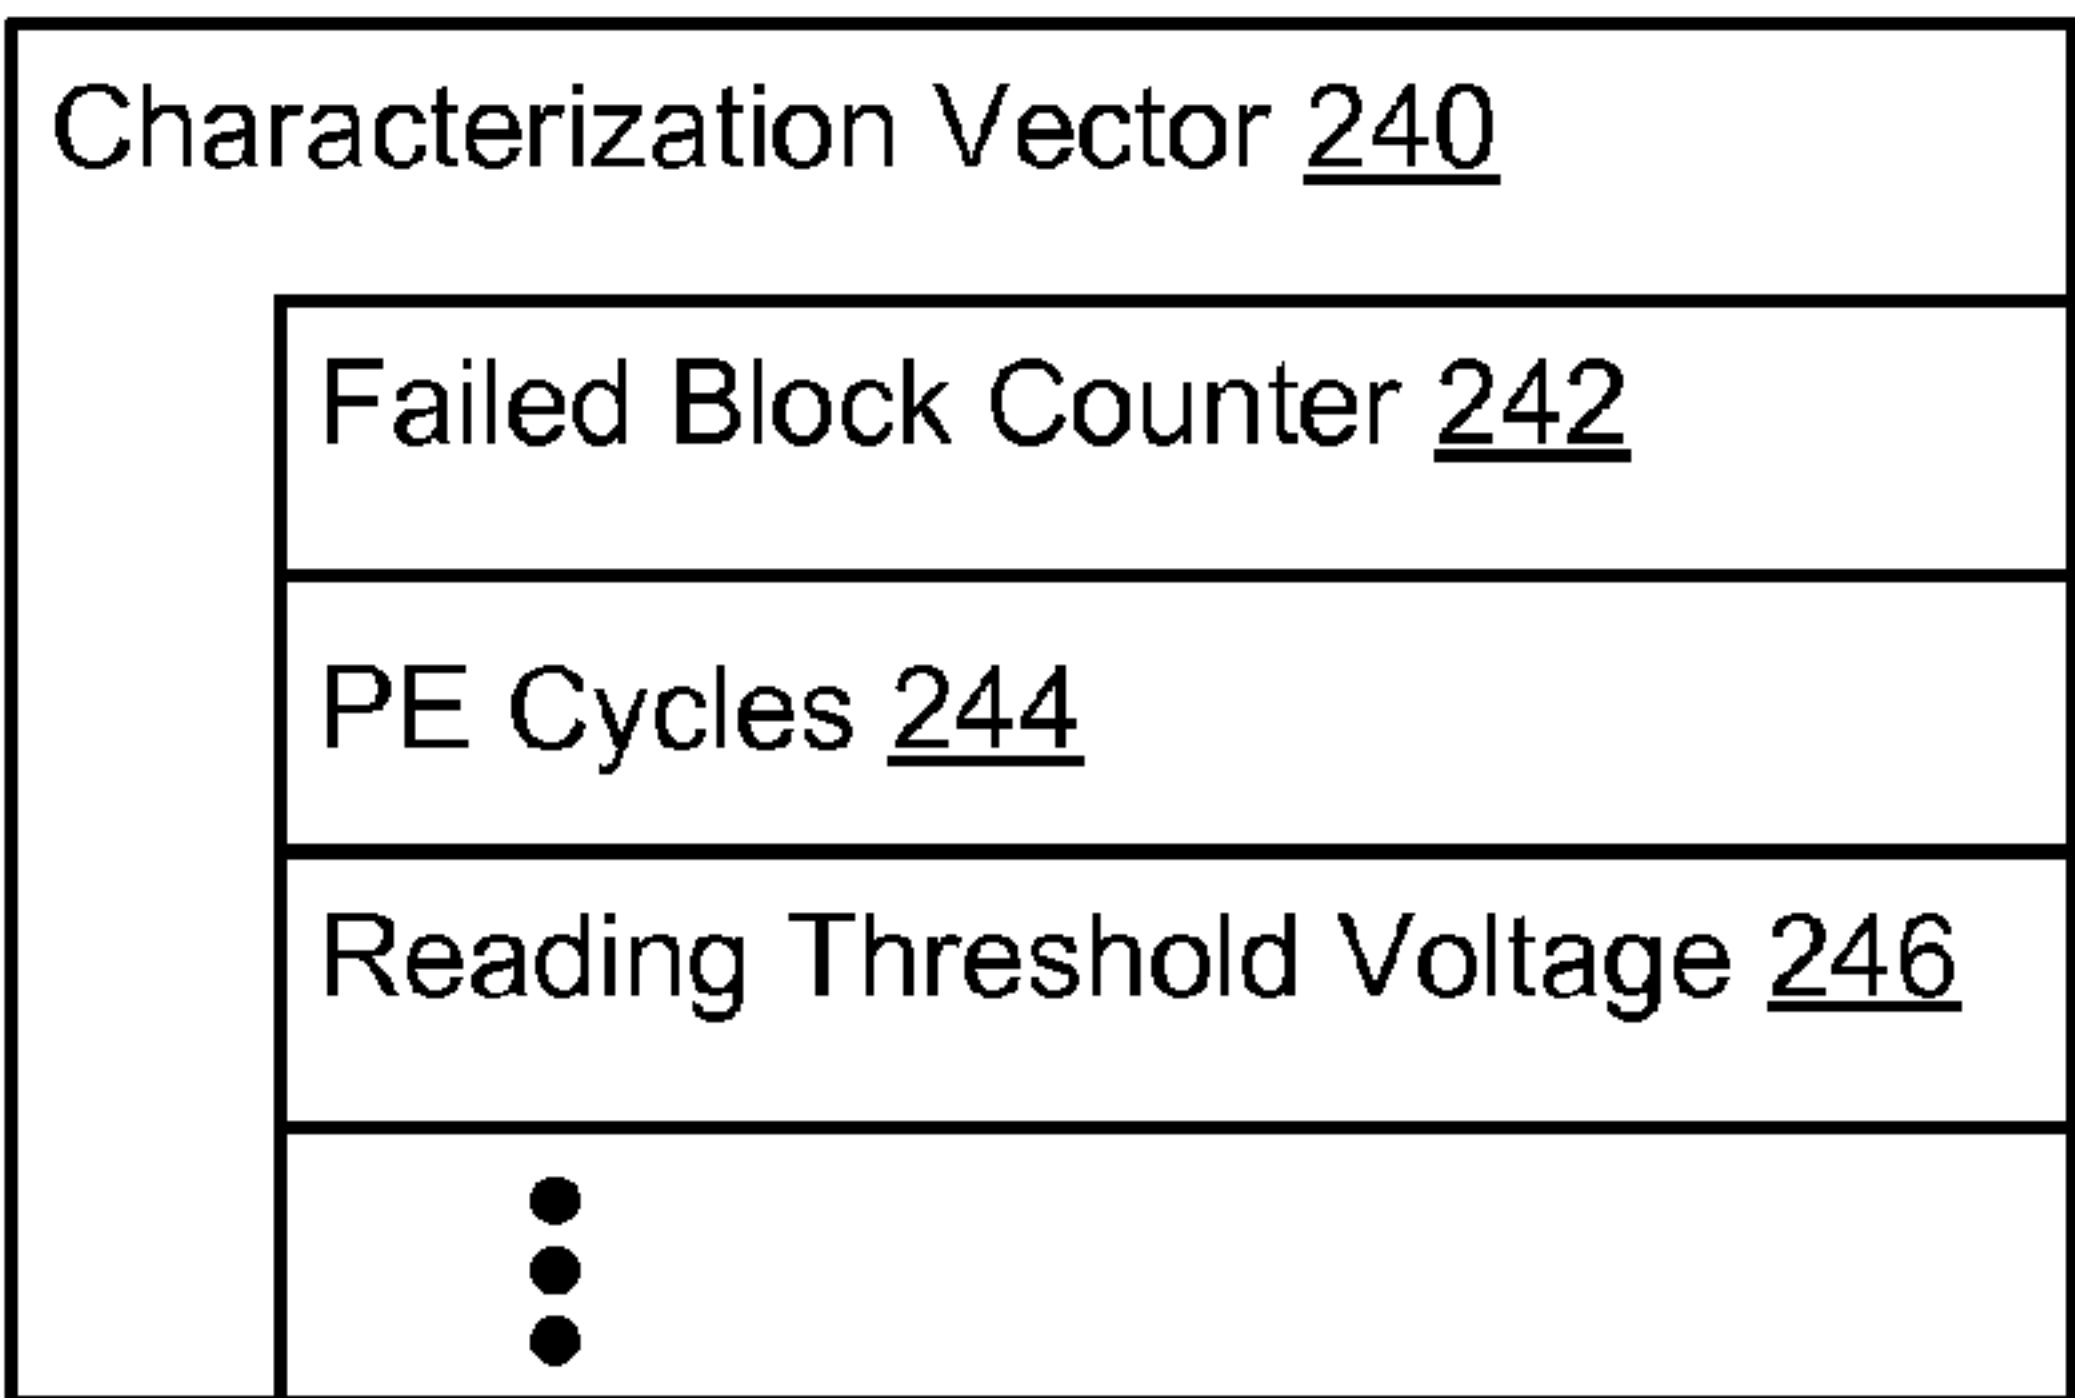 Characterization Vector 240
Failed Block Counter 242
PE Cycles 244
Reading Threshold Voltage 246